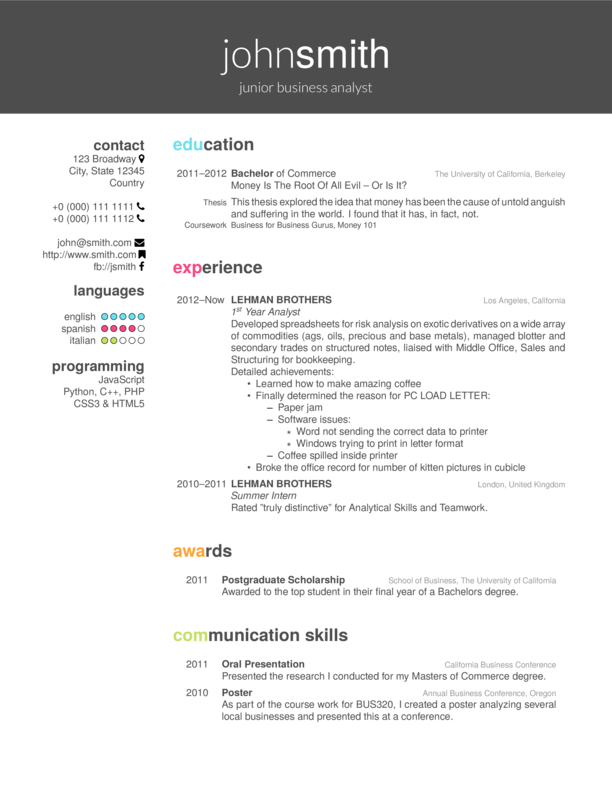 johnsmith
junior business analyst
contact
123 Broadway
City, State 12345
Country
+0 (000) 111 1111
+0 (000) 111 1112
john@smith.com
http://www.smith.com
fb://jsmith
languages
english
spanish
italian
programming
JavaScript
Python, C++, PHP
CSS3 & HTML5
education
2011–2012 Bachelor of Commerce The University of California, Berkeley
Money Is The Root Of All Evil – Or Is It?
Thesis This thesis explored the idea that money has been the cause of untold anguish
and suffering in the world. I found that it has, in fact, not.
Coursework Business for Business Gurus, Money 101
experience
2012–Now LEHMAN BROTHERS Los Angeles, California
1st Year Analyst
Developed spreadsheets for risk analysis on exotic derivatives on a wide array
of commodities (ags, oils, precious and base metals), managed blotter and
secondary trades on structured notes, liaised with Middle Office, Sales and
Structuring for bookkeeping.
Detailed achievements:
• Learned how to make amazing coffee
• Finally determined the reason for PC LOAD LETTER:
– Paper jam
– Software issues:
* Word not sending the correct data to printer
* Windows trying to print in letter format
– Coffee spilled inside printer
• Broke the office record for number of kitten pictures in cubicle
2010–2011 LEHMAN BROTHERS London, United Kingdom
Summer Intern
Rated "truly distinctive" for Analytical Skills and Teamwork.
awards
2011 Postgraduate Scholarship School of Business, The University of California
Awarded to the top student in their final year of a Bachelors degree.
communication skills
2011 Oral Presentation California Business Conference
Presented the research I conducted for my Masters of Commerce degree.
2010 Poster Annual Business Conference, Oregon
As part of the course work for BUS320, I created a poster analyzing several
local businesses and presented this at a conference.